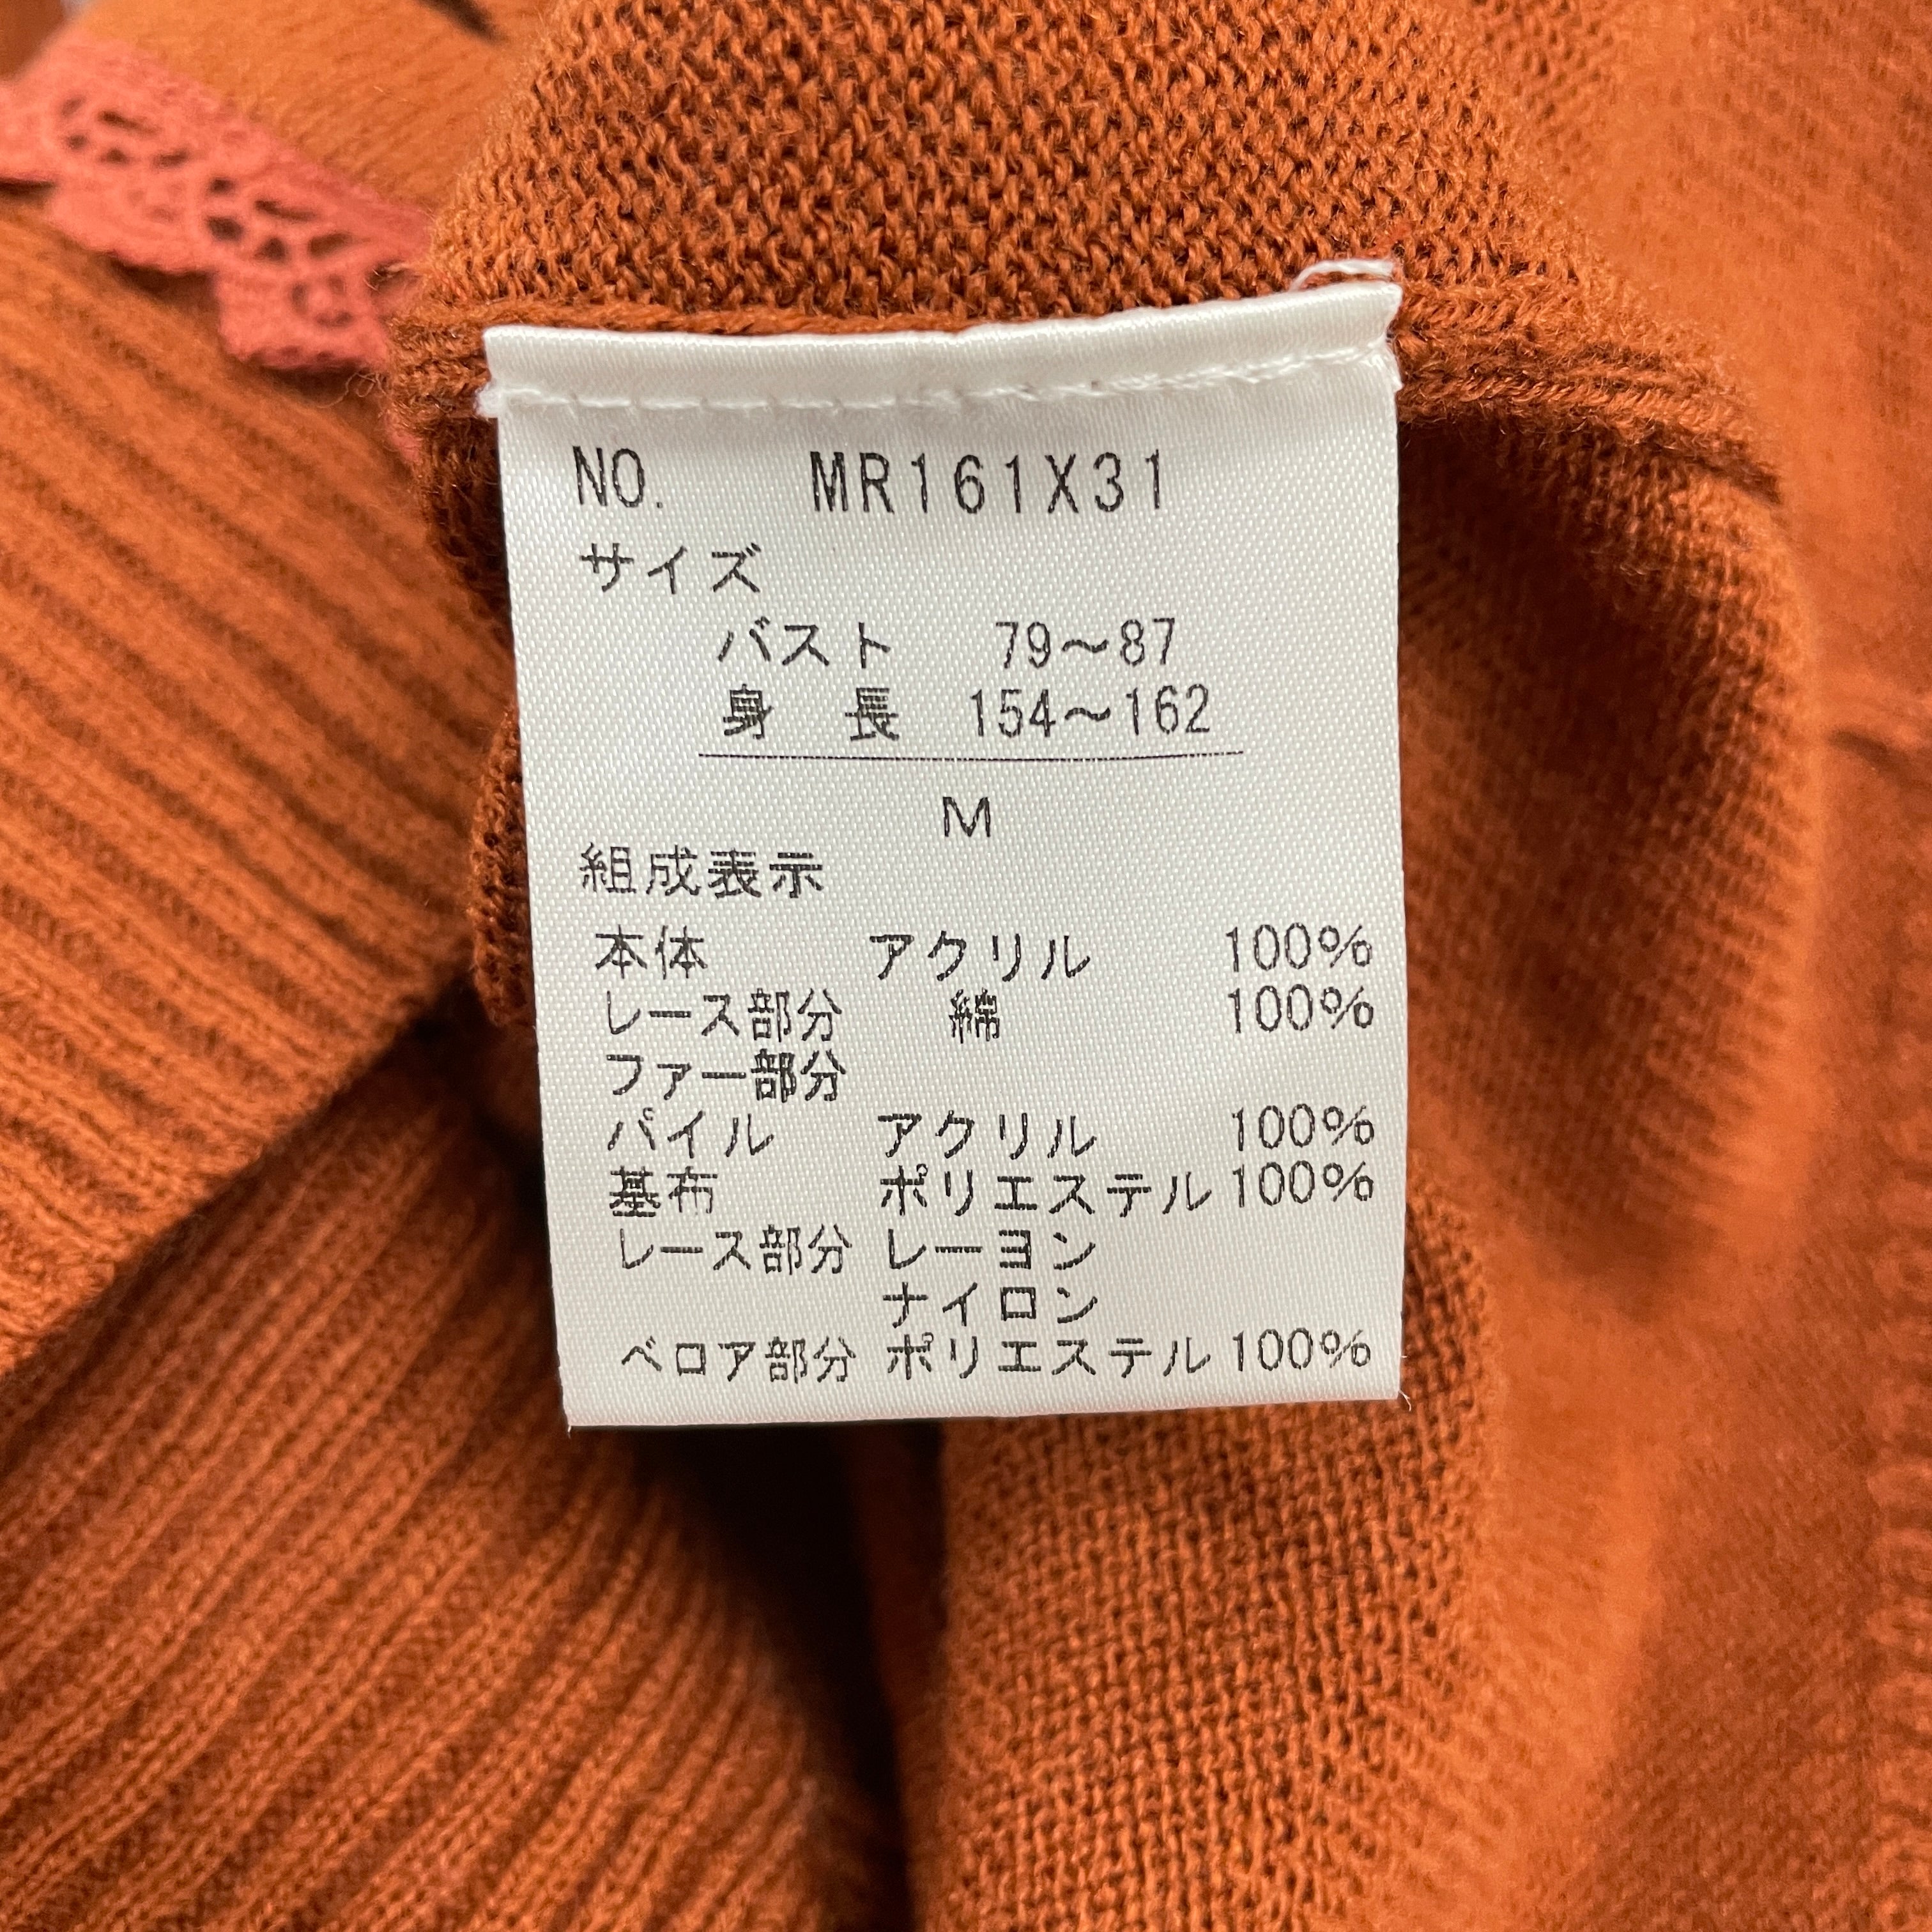 NO. MR161X31
サイズ
バスト 79〜87
身長 154〜162
M
組成表示
本体 アクリル 100%
レース部分 綿 100%
ファー部分
パイル アクリル 100%
基布 ポリエステル 100%
レース部分 レーヨン
ナイロン
ベロア部分 ポリエステル 100%